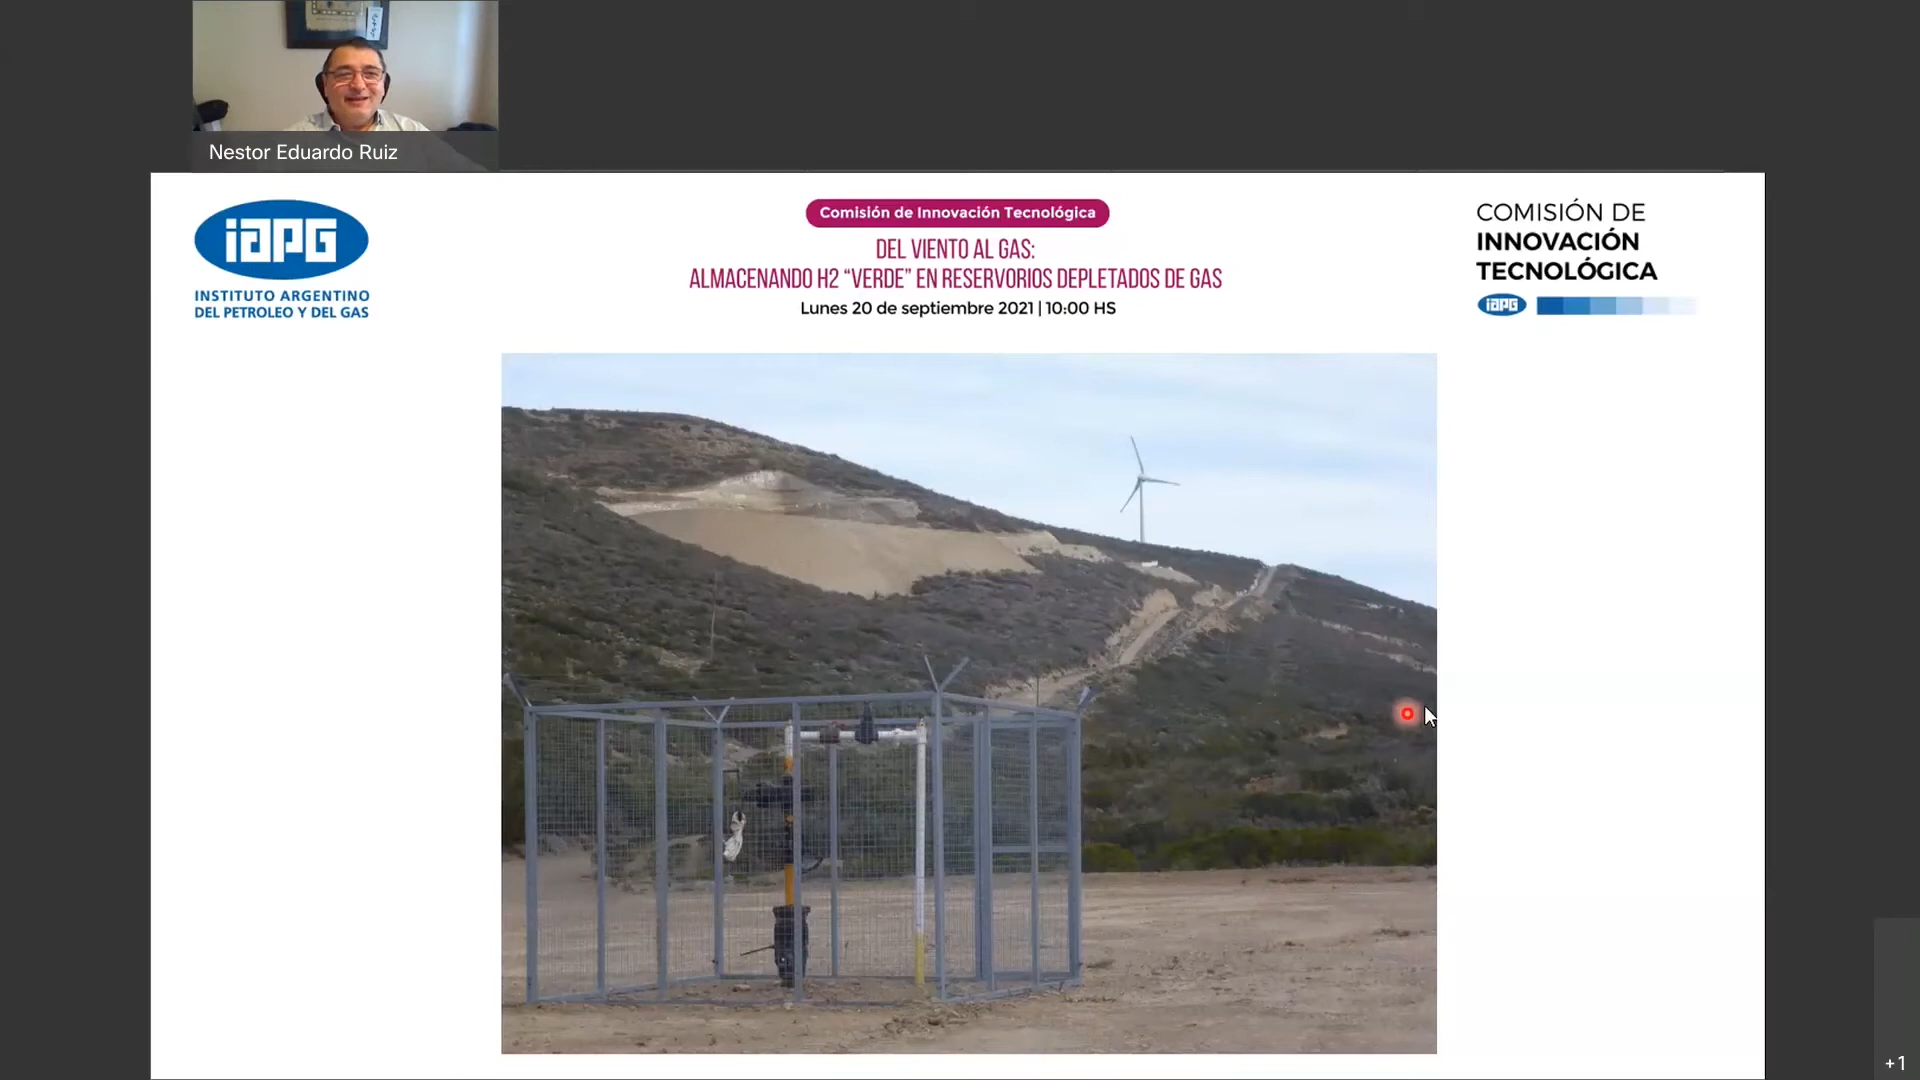 Nestor Eduardo Ruiz
iapg
INSTITUTO ARGENTINO
DEL PETROLEO Y DEL GAS
Comisión de Innovación Tecnológica
DEL VIENTO AL GAS:
ALMACENANDO H2 “VERDE” EN RESERVORIOS DEPLETADOS DE GAS
Lunes 20 de septiembre 2021 | 10:00 HS
COMISIÓN DE
INNOVACIÓN
TECNOLÓGICA
iapg
+1